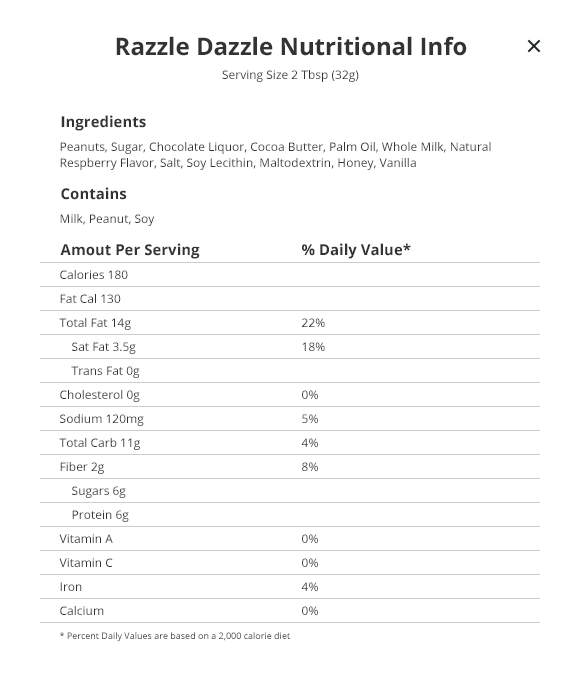 Razzle Dazzle Nutritional Info
Serving Size 2 Tbsp (32g)
Ingredients
Peanuts, Sugar, Chocolate Liquor, Cocoa Butter, Palm Oil, Whole Milk, Natural
Respberry Flavor, Salt, Soy Lecithin, Maltodextrin, Honey, Vanilla
Contains
Milk, Peanut, Soy
Amout Per Serving % Daily Value*
Calories 180
Fat Cal 130
Total Fat 14g 22%
Sat Fat 3.5g 18%
Trans Fat 0g
Cholesterol 0g 0%
Sodium 120mg 5%
Total Carb 11g 4%
Fiber 2g 8%
Sugars 6g
Protein 6g
Vitamin A 0%
Vitamin C 0%
Iron 4%
Calcium 0%
* Percent Daily Values are based on a 2,000 calorie diet